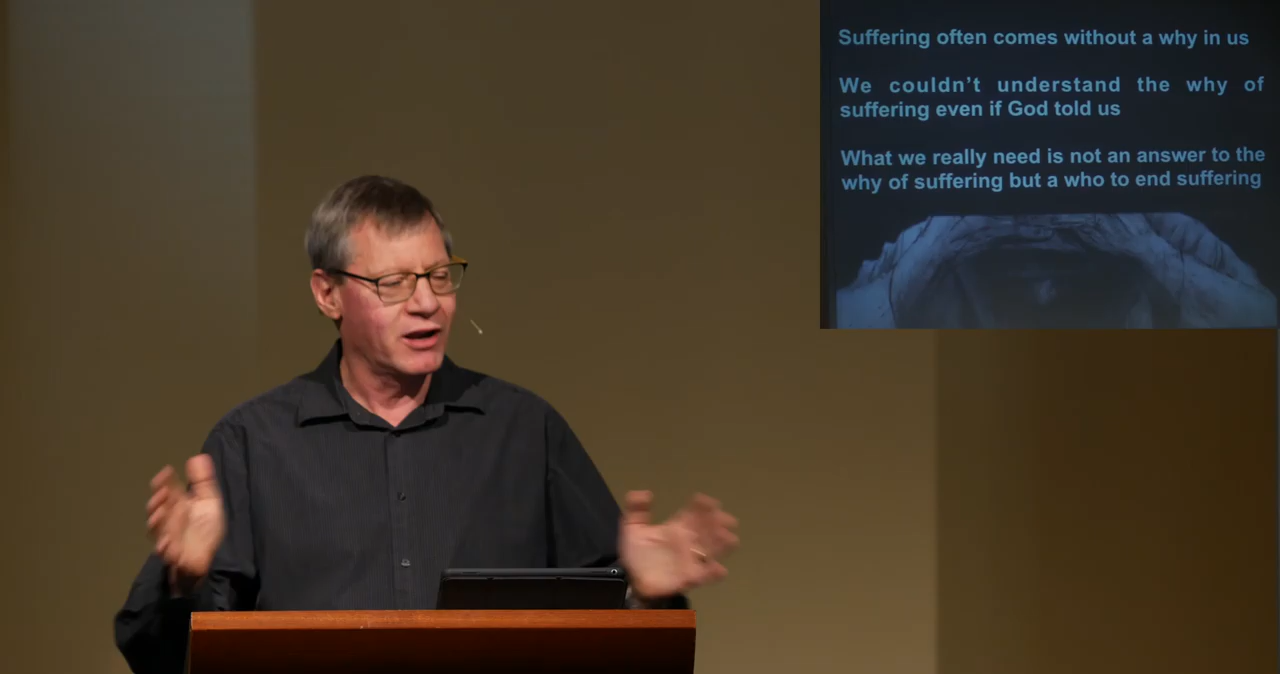 Suffering often comes without a why in us
We couldn't understand the why of
suffering even if God told us
What we really need is not an answer to the
why of suffering but a who to end suffering